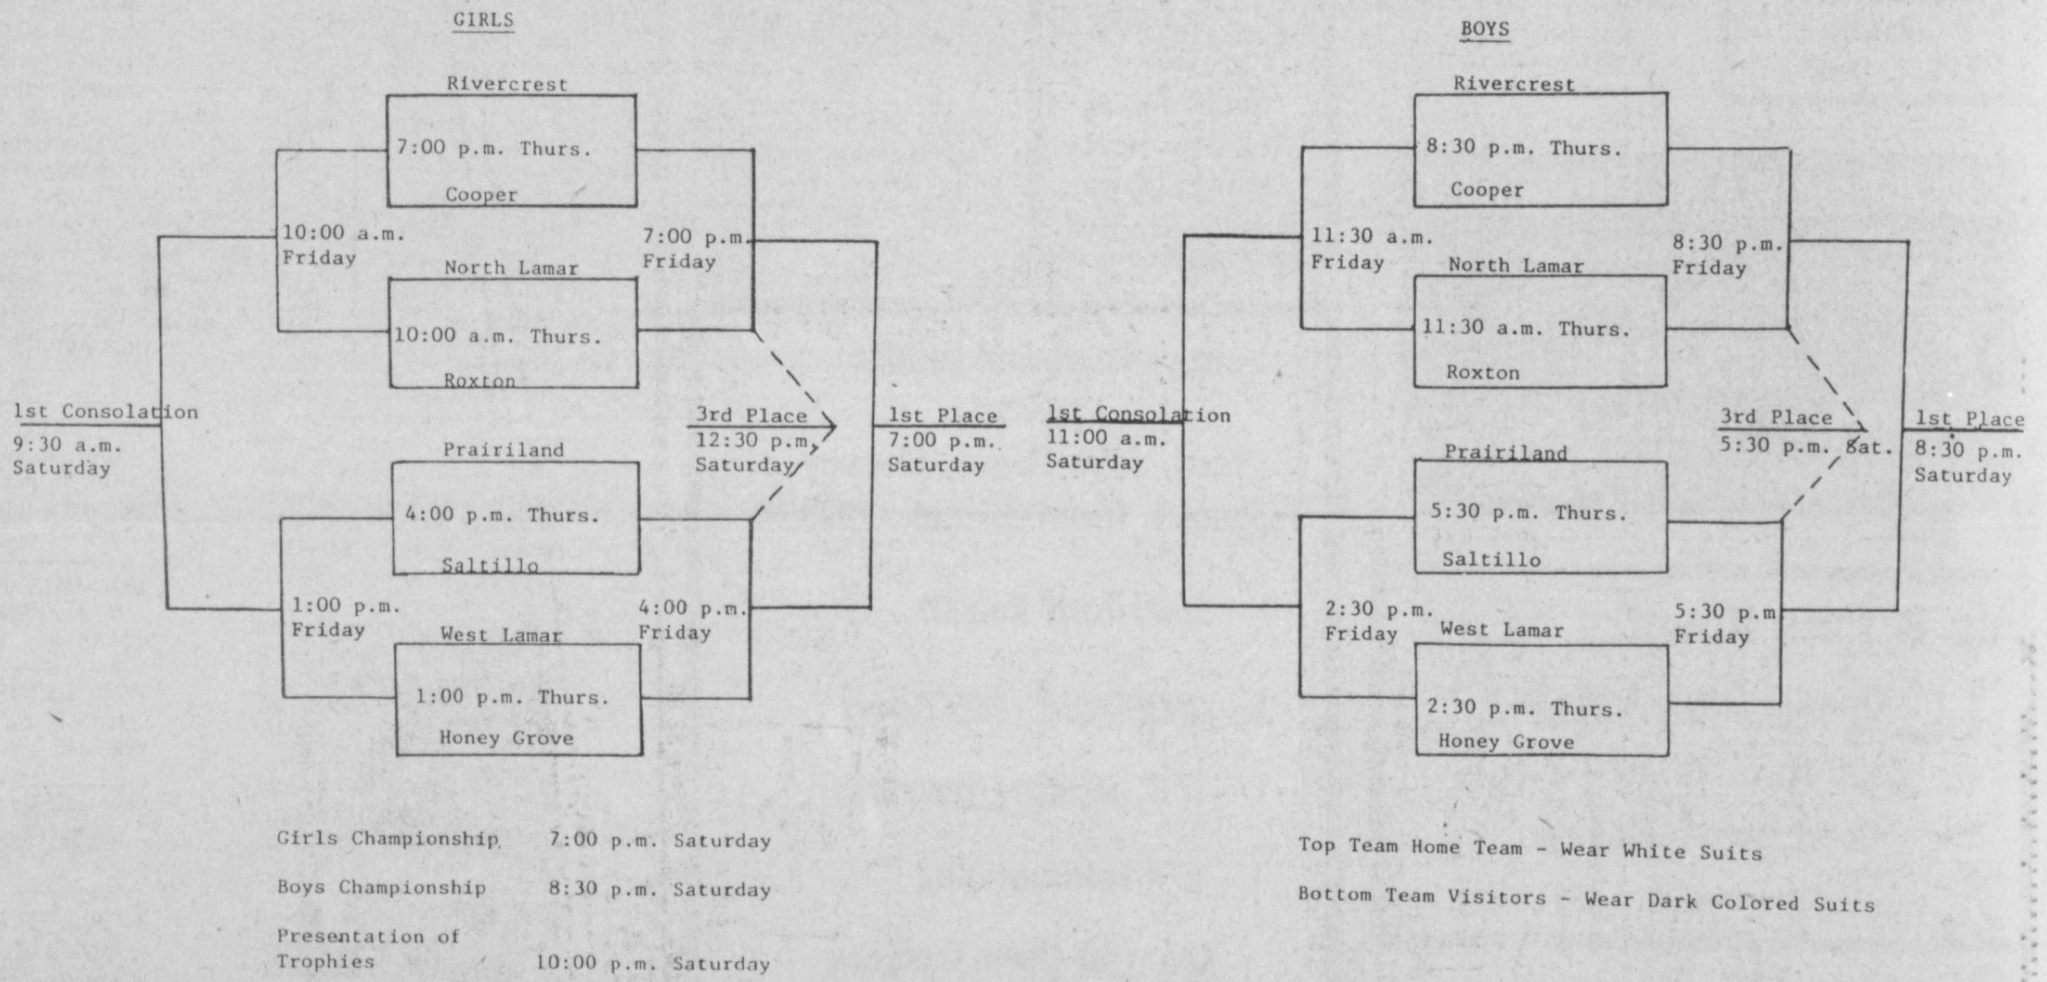 GIRLS
Rivercrest
7:00 p.m. Thurs.
Cooper
10:00 a.m.
Friday
7:00 p.m.
Friday
North Lamar
10:00 a.m. Thurs.
Roxton
1st Consolation
9:30 a.m.
Saturday
3rd Place
12:30 p.m.
Saturday
1st Place
7:00 p.m.
Saturday
Prairiland
4:00 p.m. Thurs.
Saltillo
1:00 p.m.
Friday
4:00 p.m.
Friday
West Lamar
1:00 p.m. Thurs.
Honey Grove
BOYS
Rivercrest
8:30 p.m. Thurs.
Cooper
11:30 a.m.
Friday
8:30 p.m.
Friday
North Lamar
11:30 a.m. Thurs.
Roxton
1st Consolation
11:00 a.m.
Saturday
3rd Place
5:30 p.m. Sat.
1st Place
8:30 p.m.
Saturday
Prairiland
5:30 p.m. Thurs.
Saltillo
2:30 p.m.
Friday
5:30 p.m
Friday
West Lamar
2:30 p.m. Thurs.
Honey Grove
Girls Championship 7:00 p.m. Saturday
Boys Championship 8:30 p.m. Saturday
Presentation of
Trophies 10:00 p.m. Saturday
Top Team Home Team - Wear White Suits
Bottom Team Visitors - Wear Dark Colored Suits